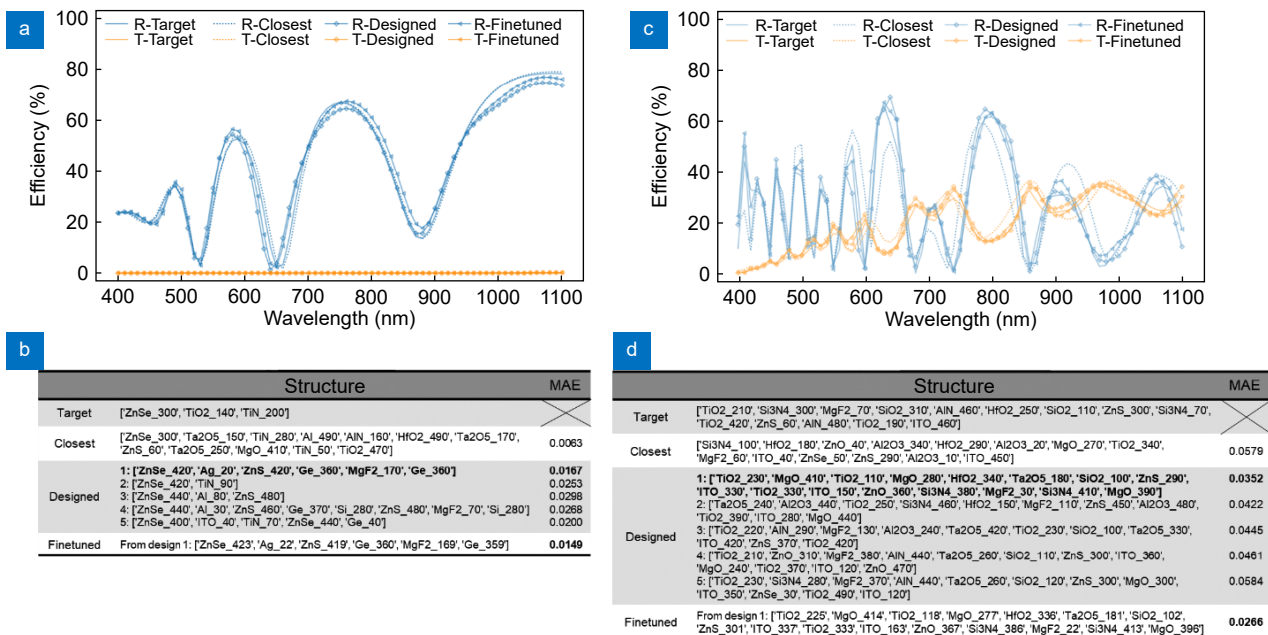 a
R-Target R-Closest R-Designed R-Finetuned
T-Target T-Closest T-Designed T-Finetuned
100
80
60
40
20
0
Efficiency (%)
400 500 600 700 800 900 1000 1100
Wavelength (nm)
c
R-Target R-Closest R-Designed R-Finetuned
T-Target T-Closest T-Designed T-Finetuned
100
80
60
40
20
0
Efficiency (%)
400 500 600 700 800 900 1000 1100
Wavelength (nm)
b
Structure MAE
Target ['ZnSe_300', 'TiO2_140', 'TiN_200']
Closest ['ZnSe_300', 'Ta2O5_150', 'TiN_280', 'Al_490', 'AlN_160', 'HfO2_490', 'Ta2O5_170',
'ZnS_60', 'Ta2O5_250', 'MgO_410', 'TiN_50', 'TiO2_470'] 0.0063
Designed
1: ['ZnSe_420', 'Ag_20', 'ZnS_420', 'Ge_360', 'MgF2_170', 'Ge_360'] 0.0167
2: ['ZnSe_420', 'TiN_90'] 0.0253
3: ['ZnSe_440', 'Al_80', 'ZnS_480'] 0.0298
4: ['ZnSe_440', 'Al_30', 'ZnS_460', 'Ge_370', 'Si_280', 'ZnS_480', 'MgF2_70', 'Si_280'] 0.0268
5: ['ZnSe_400', 'ITO_40', 'TiN_70', 'ZnSe_440', 'Ge_40'] 0.0200
Finetuned From design 1: ['ZnSe_423', 'Ag_22', 'ZnS_419', 'Ge_360', 'MgF2_169', 'Ge_359'] 0.0149
d
Structure MAE
Target ['TiO2_210', 'Si3N4_300', 'MgF2_70', 'SiO2_310', 'AlN_460', 'HfO2_250', 'SiO2_110', 'ZnS_300', 'Si3N4_70',
'TiO2_420', 'ZnS_60', 'AlN_480', 'TiO2_190', 'ITO_460']
Closest ['Si3N4_100', 'HfO2_180', 'ZnO_40', 'Al2O3_340', 'HfO2_290', 'Al2O3_20', 'MgO_270', 'TiO2_340',
'MgF2_60', 'ITO_40', 'ZnSe_50', 'ZnS_290', 'Al2O3_10', 'ITO_450'] 0.0579
Designed
1: ['TiO2_230', 'MgO_410', 'TiO2_110', 'MgO_280', 'HfO2_340', 'Ta2O5_180', 'SiO2_100', 'ZnS_290', 0.0352
'ITO_330', 'TiO2_330', 'ITO_150', 'ZnO_360', 'Si3N4_380', 'MgF2_30', 'Si3N4_410', 'MgO_390']
2: ['Ta2O5_240', 'Al2O3_440', 'TiO2_250', 'Si3N4_460', 'HfO2_150', 'MgF2_110', 'ZnS_450', 'Al2O3_480', 0.0422
'TiO2_390', 'ITO_280', 'MgO_440']
3: ['TiO2_220', 'AlN_290', 'MgF2_130', 'Al2O3_240', 'Ta2O5_420', 'TiO2_230', 'SiO2_100', 'Ta2O5_330', 0.0445
'ITO_420', 'ZnS_370', 'TiO2_420']
4: ['TiO2_210', 'ZnO_310', 'MgF2_380', 'AlN_440', 'Ta2O5_260', 'SiO2_110', 'ZnS_300', 'ITO_360', 0.0461
'MgO_240', 'TiO2_370', 'ITO_120', 'ZnO_470']
5: ['TiO2_230', 'Si3N4_280', 'MgF2_370', 'AlN_440', 'Ta2O5_260', 'SiO2_120', 'ZnS_300', 'MgO_300', 0.0584
'ITO_350', 'ZnSe_30', 'TiO2_490', 'ITO_120']
Finetuned From design 1: ['TiO2_225', 'MgO_414', 'TiO2_118', 'MgO_277', 'HfO2_336', 'Ta2O5_181', 'SiO2_102',
'ZnS_301', 'ITO_337', 'TiO2_333', 'ITO_163', 'ZnO_367', 'Si3N4_386', 'MgF2_22', 'Si3N4_413', 'MgO_396'] 0.0266